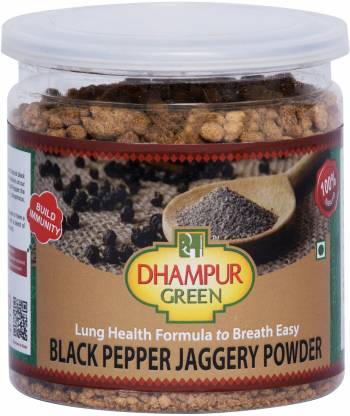 BUILD
IMMUNITY
100%
DHAMPUR
GREEN
Lung Health Formula to Breath Easy
BLACK PEPPER JAGGERY POWDER